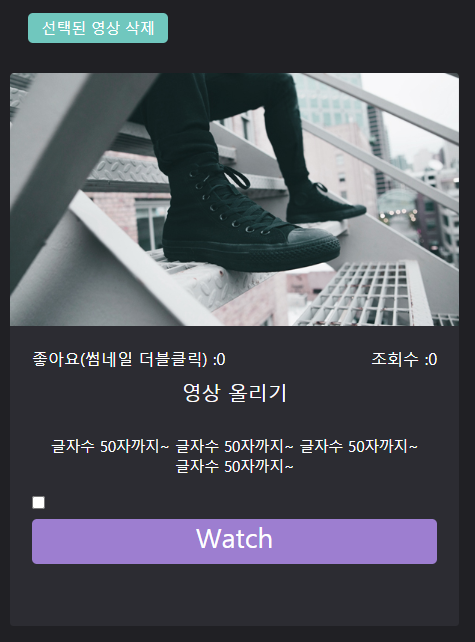 선택된 영상 삭제
좋아요(썸네일 더블클릭) :0 조회수 :0
영상 올리기
글자수 50자까지~ 글자수 50자까지~ 글자수 50자까지~
글자수 50자까지~
Watch